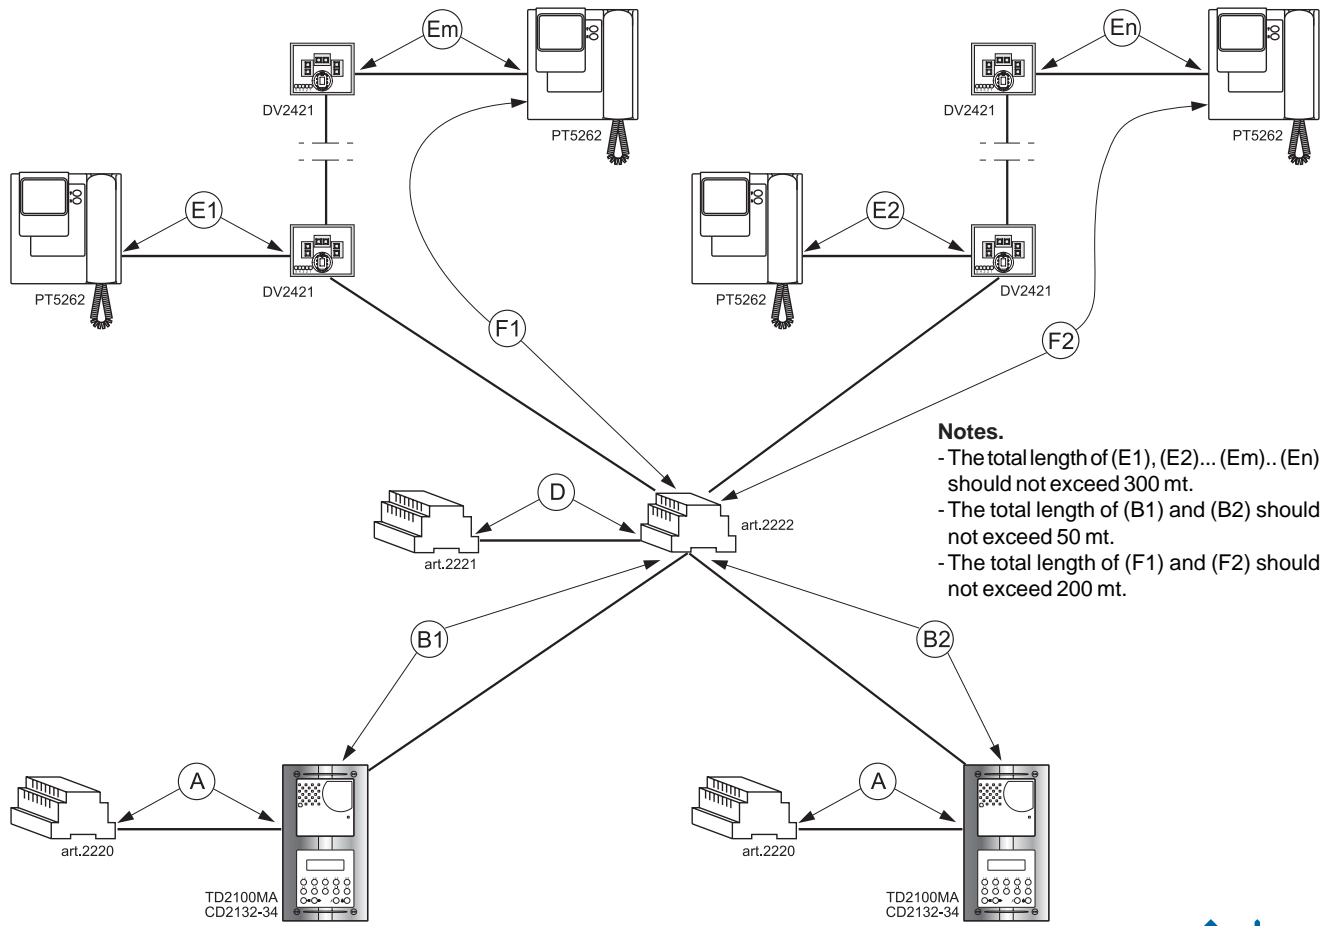 Em
En
DV2421
PT5262
DV2421
PT5262
E1
E2
PT5262
DV2421
PT5262
DV2421
F1
F2
Notes.
- The total length of (E1), (E2)... (Em).. (En)
should not exceed 300 mt.
- The total length of (B1) and (B2) should
not exceed 50 mt.
- The total length of (F1) and (F2) should
not exceed 200 mt.
D
art.2221
art.2222
B1
B2
A
A
art.2220
art.2220
TD2100MA
CD2132-34
TD2100MA
CD2132-34